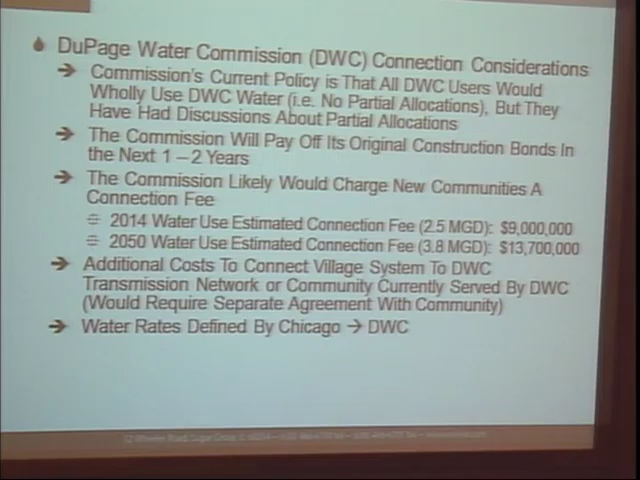 DuPage Water Commission (DWC) Connection Considerations
→ Commission's Current Policy is That All DWC Users Would
Wholly Use DWC Water (i.e. No Partial Allocations), But They
Have Had Discussions About Partial Allocations
→ The Commission Will Pay Off Its Original Construction Bonds In
the Next 1 – 2 Years
→ The Commission Likely Would Charge New Communities A
Connection Fee
2014 Water Use Estimated Connection Fee (2.5 MGD): $9,000,000
2050 Water Use Estimated Connection Fee (3.8 MGD): $13,700,000
→ Additional Costs To Connect Village System To DWC
Transmission Network or Community Currently Served By DWC
(Would Require Separate Agreement With Community)
→ Water Rates Defined By Chicago → DWC